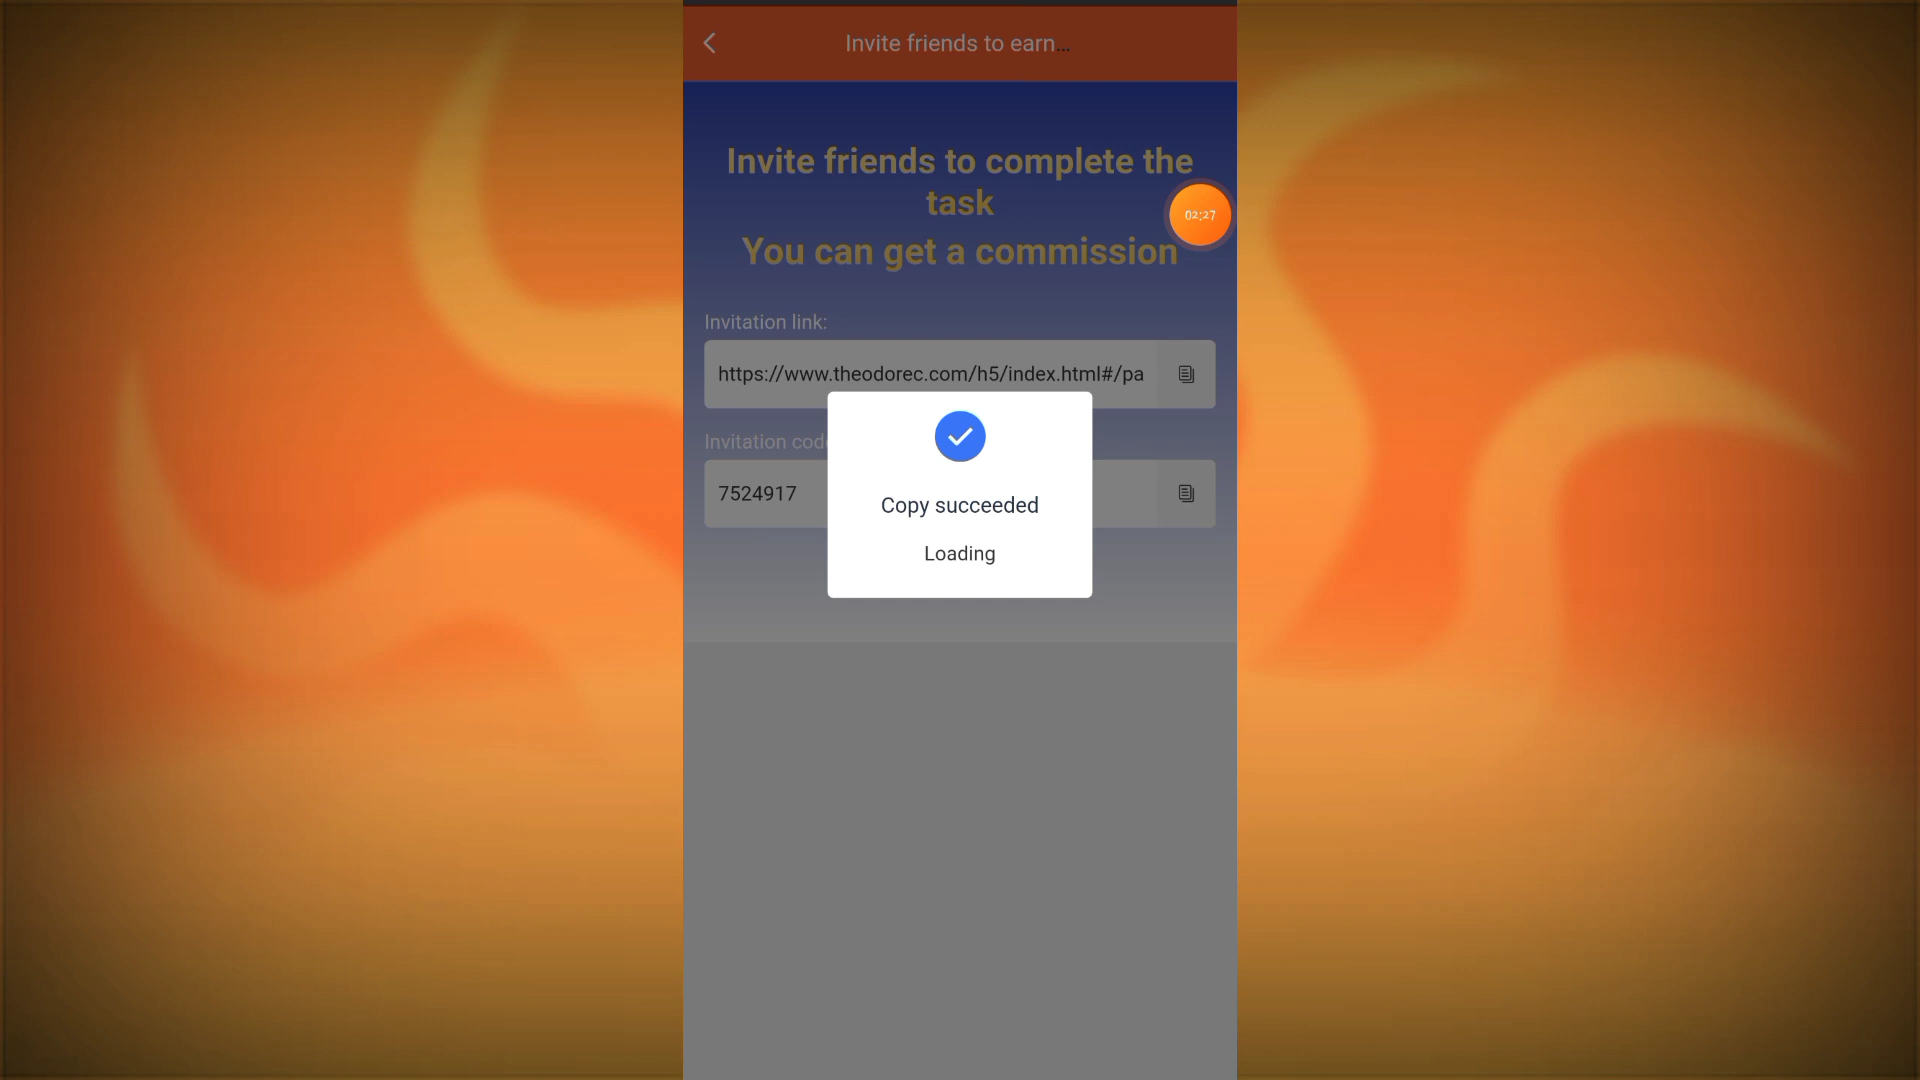 Invite friends to earn...
Invite friends to complete the
task
02:27
You can get a commission
Invitation link:
https://www.theodorec.com/h5/index.html#/pa
Invitation cod
7524917
Copy succeeded
Loading